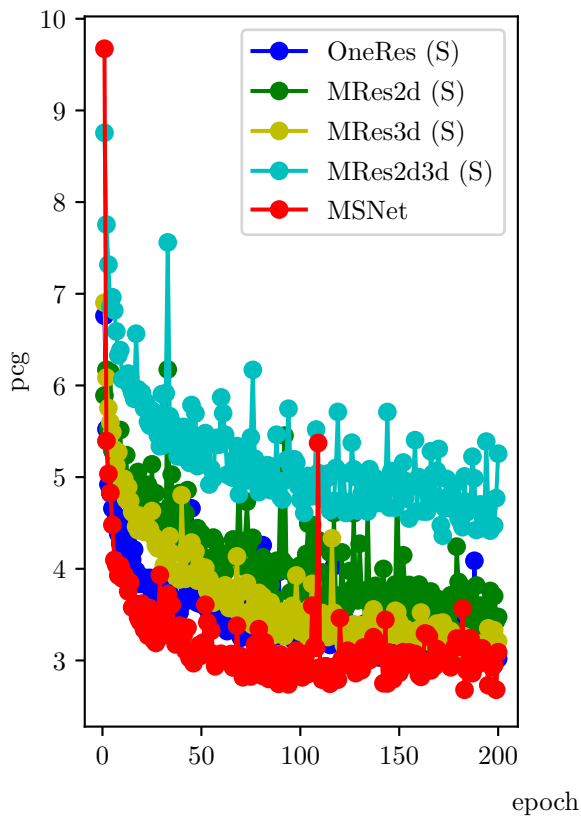 10
9
8
7
6
5
4
3
pcg
OneRes (S)
MRes2d (S)
MRes3d (S)
MRes2d3d (S)
MSNet
0 50 100 150 200
epoch